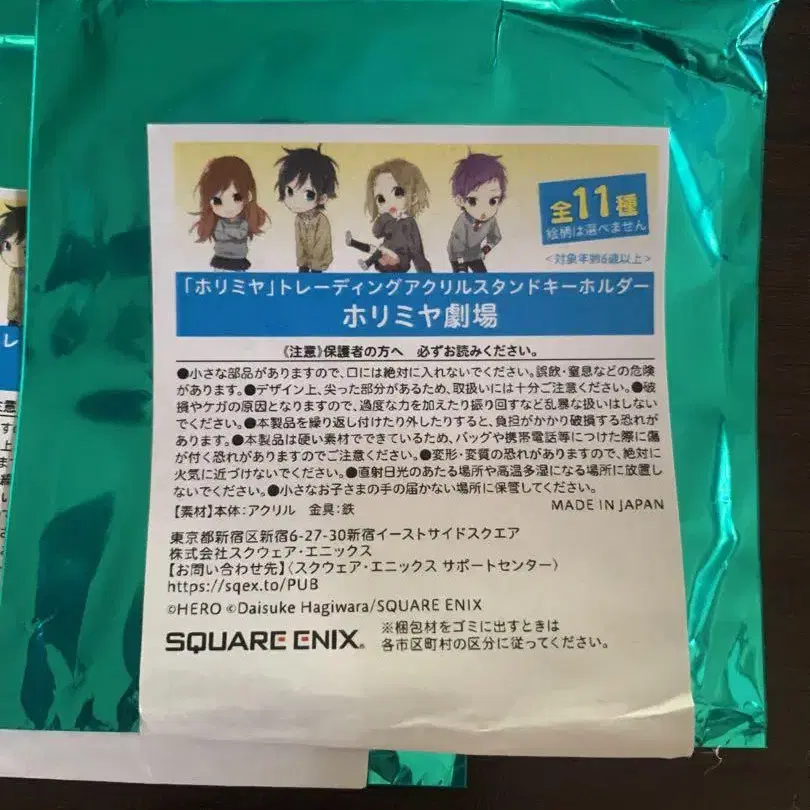 全11種
絵柄は選べません
<対象年齢6歳以上>
「ホリミヤ」トレーディングアクリルスタンドキーホルダー
ホリミヤ劇場
《注意》保護者の方へ 必ずお読みください。
●小さな部品がありますので、口には絶対に入れないでください。誤飲・窒息などの危険
があります。●デザイン上、尖った部分があるため、取扱いには十分ご注意ください。●破
損やケガの原因となりますので、過度な力を加えたり振り回すなど乱暴な扱いはしない
でください。●本製品を繰り返し付けたり外したりすると、負担がかかり破損する恐れが
あります。●本製品は硬い素材でできているため、バッグや携帯電話等につけた際に傷
が付く恐れがありますのでご注意ください。●変形・変質の恐れがありますので、絶対に
火気に近づけないでください。●直射日光のあたる場所や高温多湿になる場所に放置し
ないでください。●小さなお子さまの手の届かない場所に保管してください。
【素材】本体:アクリル 金具:鉄 MADE IN JAPAN
東京都新宿区新宿6-27-30新宿イーストサイドスクエア
株式会社スクウェア・エニックス
【お問い合わせ先】〈スクウェア・エニックス サポートセンター〉
https://sqex.to/PUB
©HERO ©Daisuke Hagiwara/SQUARE ENIX
SQUARE ENIX.
※梱包材をゴミに出すときは
各市区町村の区分に従ってください。